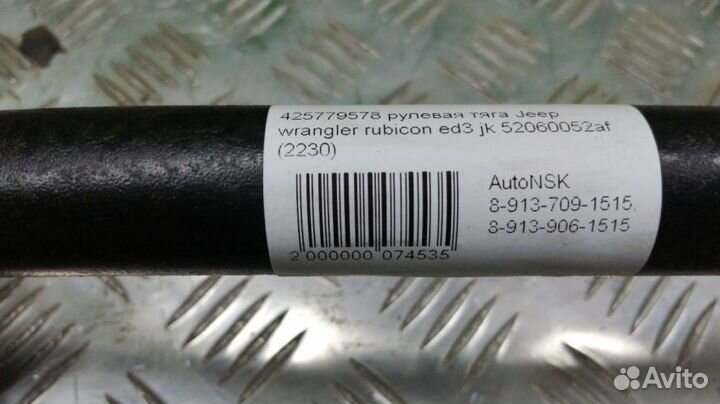 425779578 рулевая тяга Jeep
wrangler rubicon ed3 jk 52060052af
(2230)
AutoNSK
8-913-709-1515,
8-913-906-1515
2 000000 074535
Avito